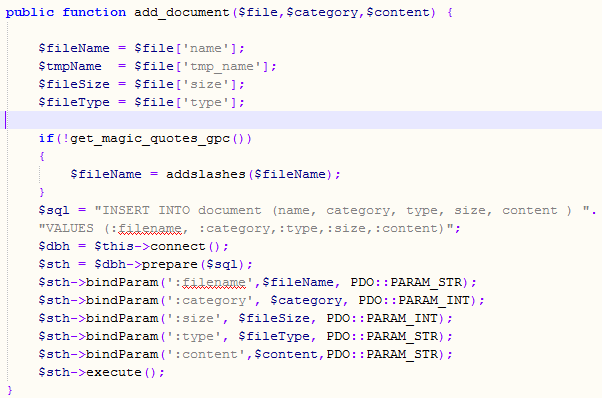 public function add_document($file,$category,$content) {
$fileName = $file['name'];
$tmpName  = $file['tmp_name'];
$fileSize = $file['size'];
$fileType = $file['type'];
if(!get_magic_quotes_gpc())
{
$fileName = addslashes($fileName);
}
$sql = "INSERT INTO document (name, category, type, size, content ) ".
"VALUES (:filename, :category,:type,:size,:content)";
$dbh = $this->connect();
$sth = $dbh->prepare($sql);
$sth->bindParam(':filename',$fileName, PDO::PARAM_STR);
$sth->bindParam(':category', $category, PDO::PARAM_INT);
$sth->bindParam(':size', $fileSize, PDO::PARAM_INT);
$sth->bindParam(':type', $fileType, PDO::PARAM_STR);
$sth->bindParam(':content',$content,PDO::PARAM_STR);
$sth->execute();
}